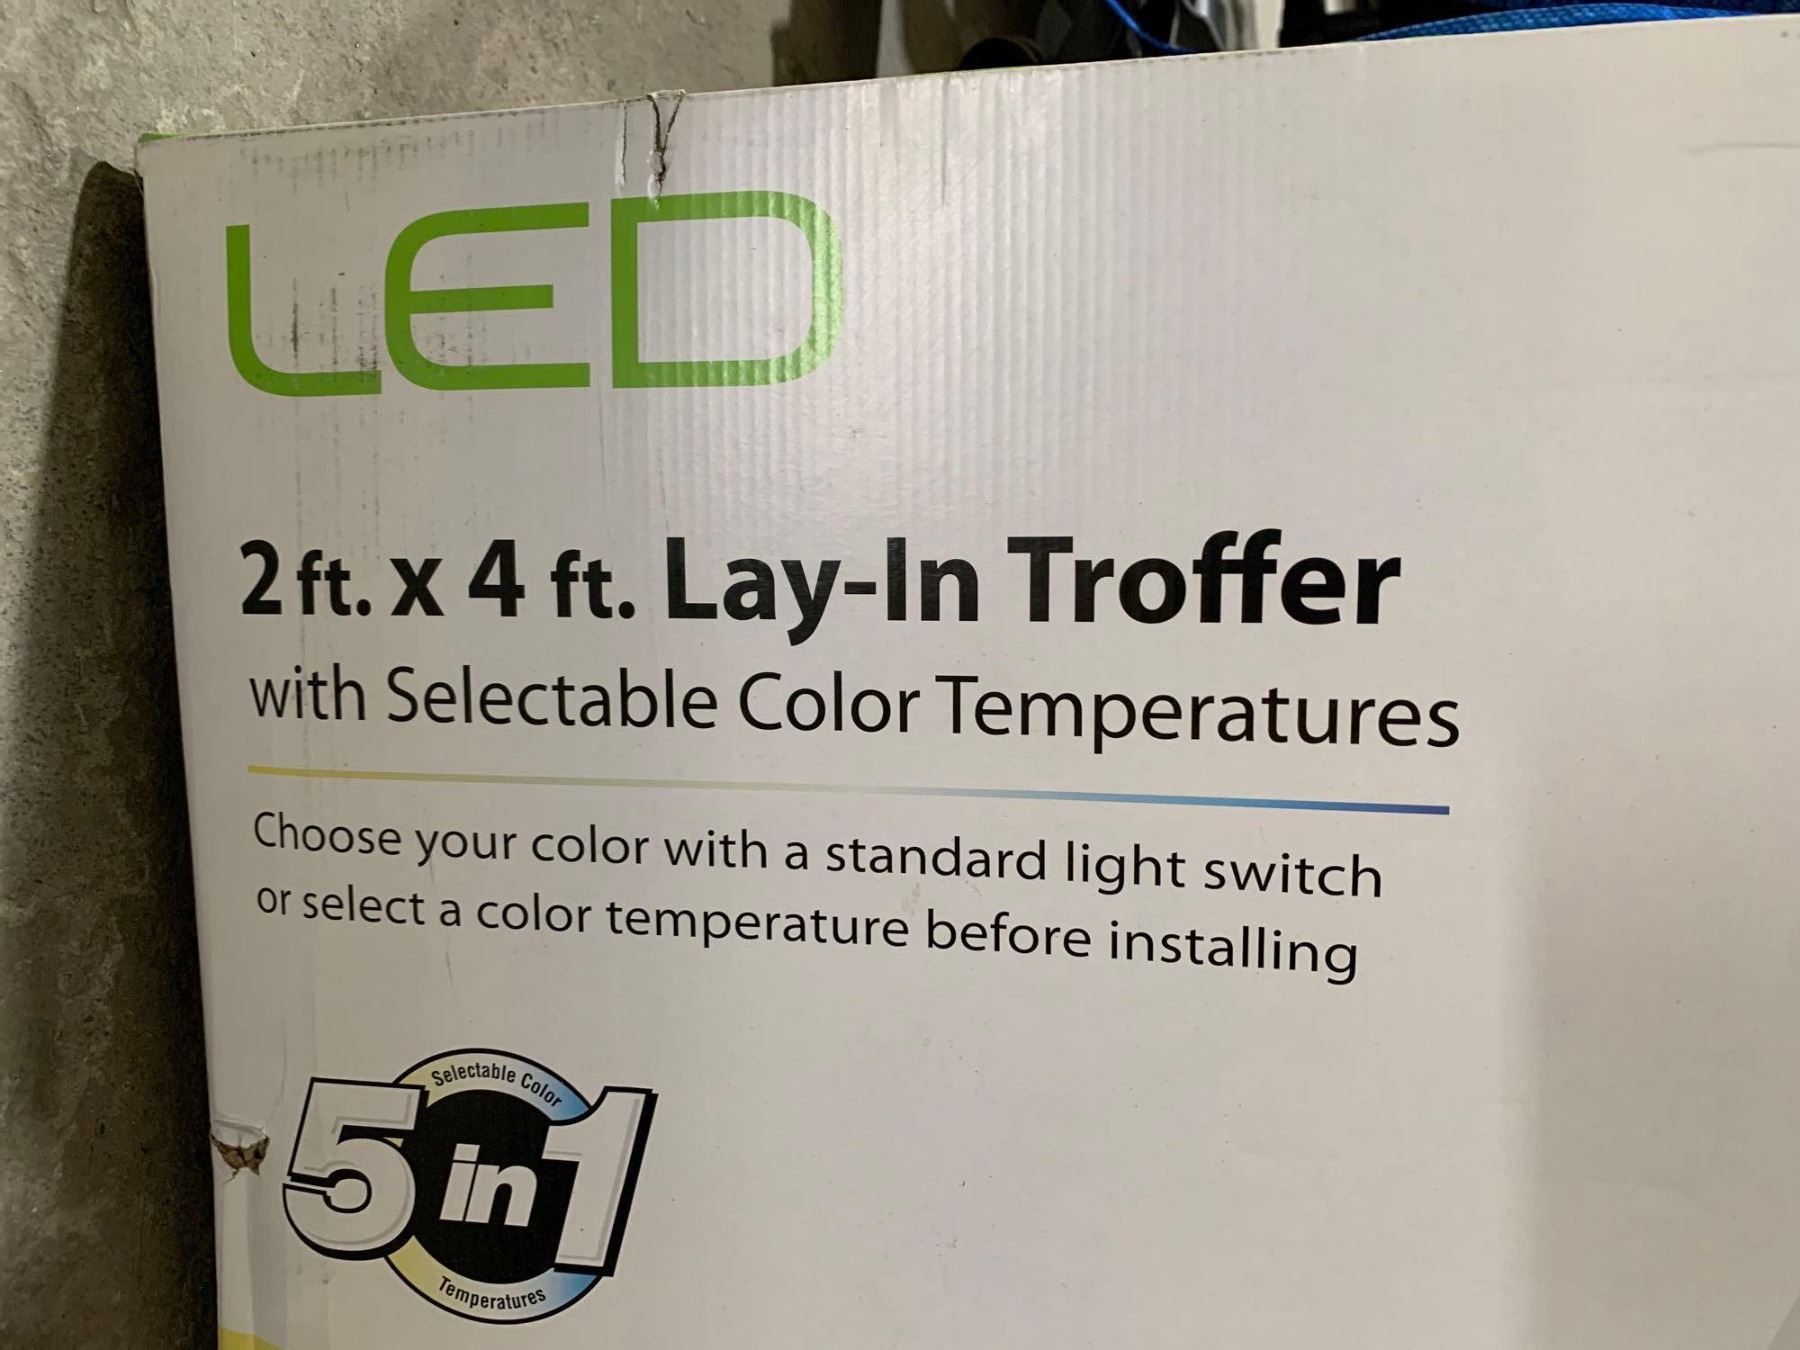 LED
2 ft. x 4 ft. Lay-In Troffer
with Selectable Color Temperatures
Choose your color with a standard light switch
or select a color temperature before installing
Selectable Color
5 in 1
Temperatures